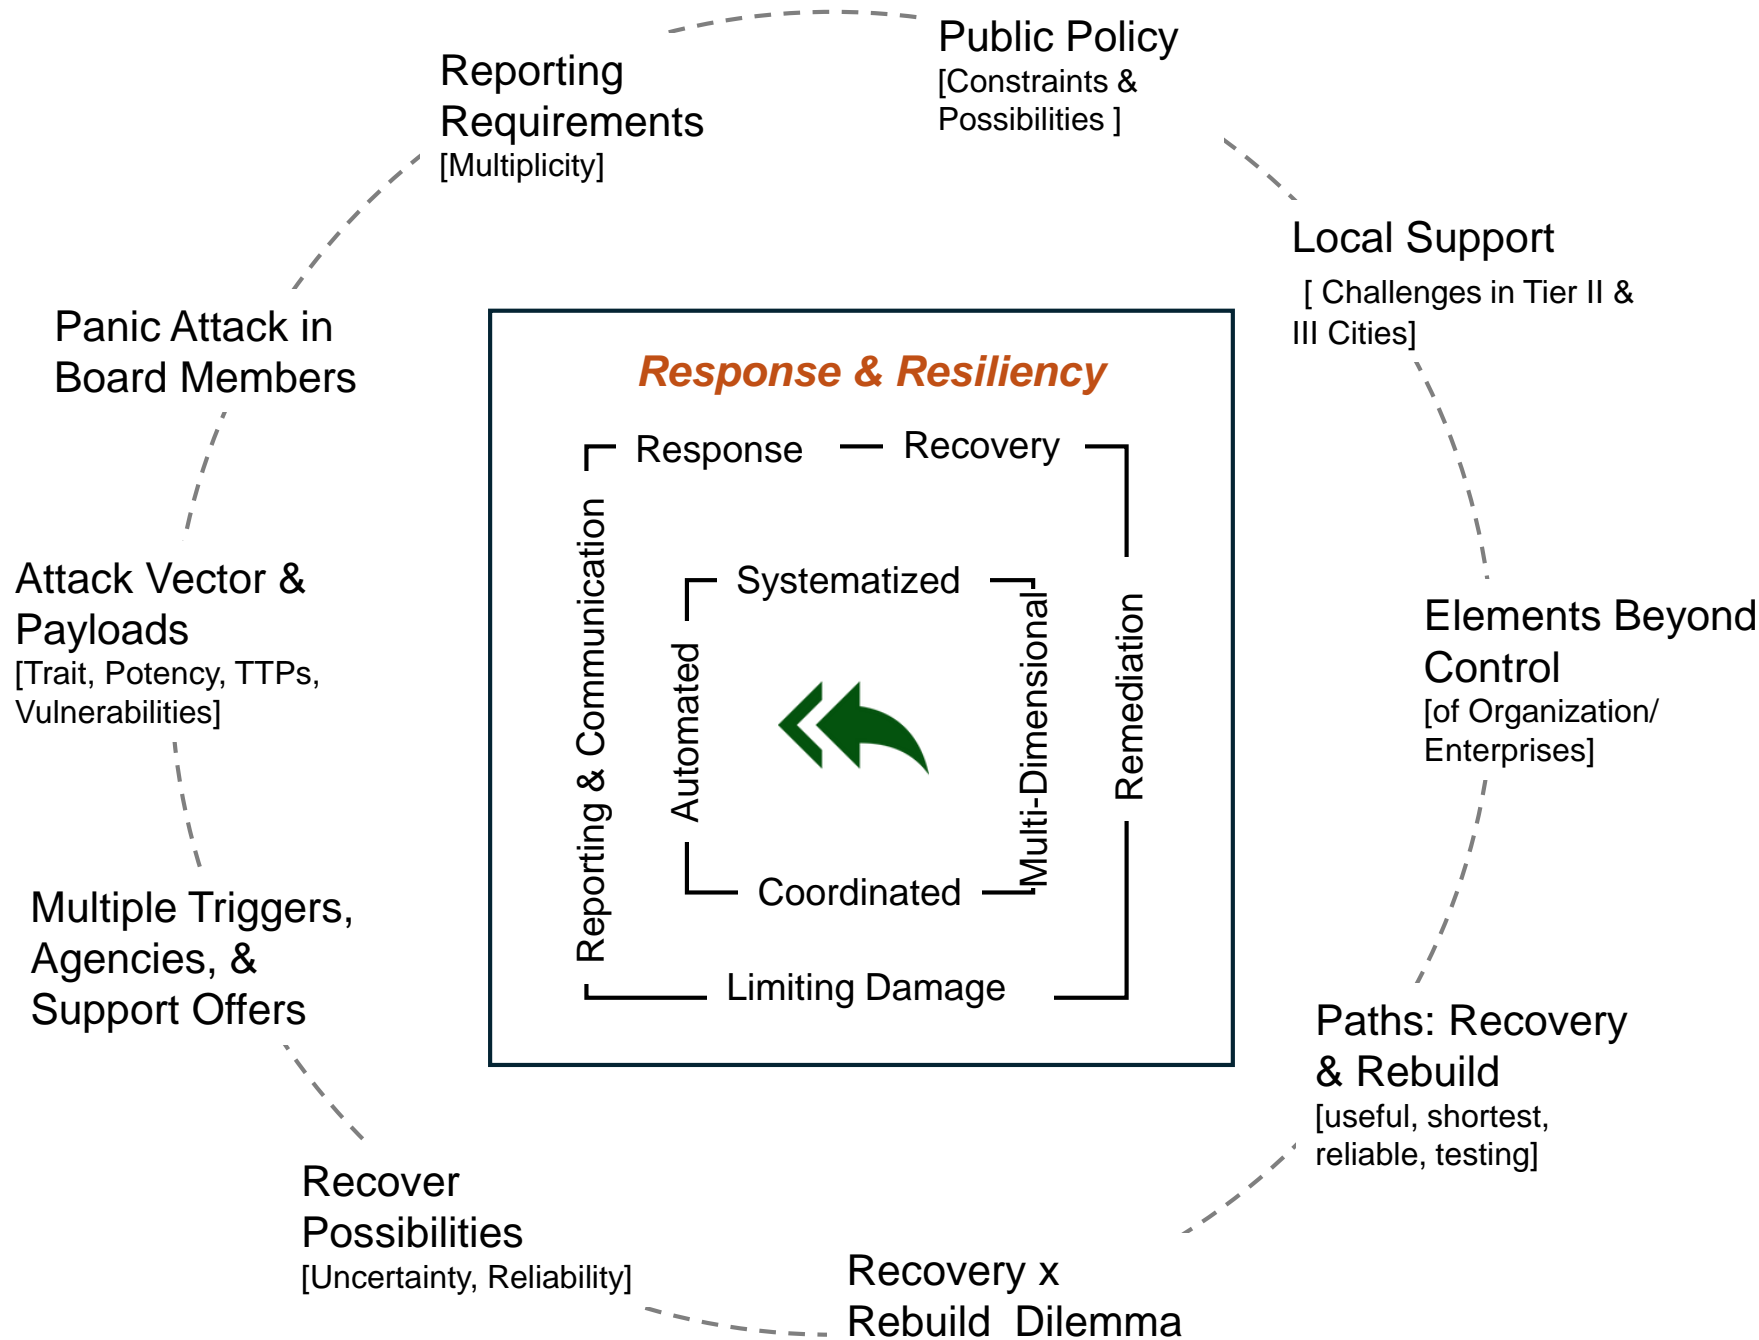 Public Policy
[Constraints &
Possibilities ]
Reporting
Requirements
[Multiplicity]
Local Support
[ Challenges in Tier II &
III Cities]
Panic Attack in
Board Members
Response & Resiliency
Response
Recovery
Reporting & Communication
Remediation
Limiting Damage
Systematized
Automated
Multi-Dimensional
Coordinated
Attack Vector &
Payloads
[Trait, Potency, TTPs,
Vulnerabilities]
Elements Beyond
Control
[of Organization/
Enterprises]
Multiple Triggers,
Agencies, &
Support Offers
Paths: Recovery
& Rebuild
[useful, shortest,
reliable, testing]
Recover
Possibilities
[Uncertainty, Reliability]
Recovery x
Rebuild  Dilemma